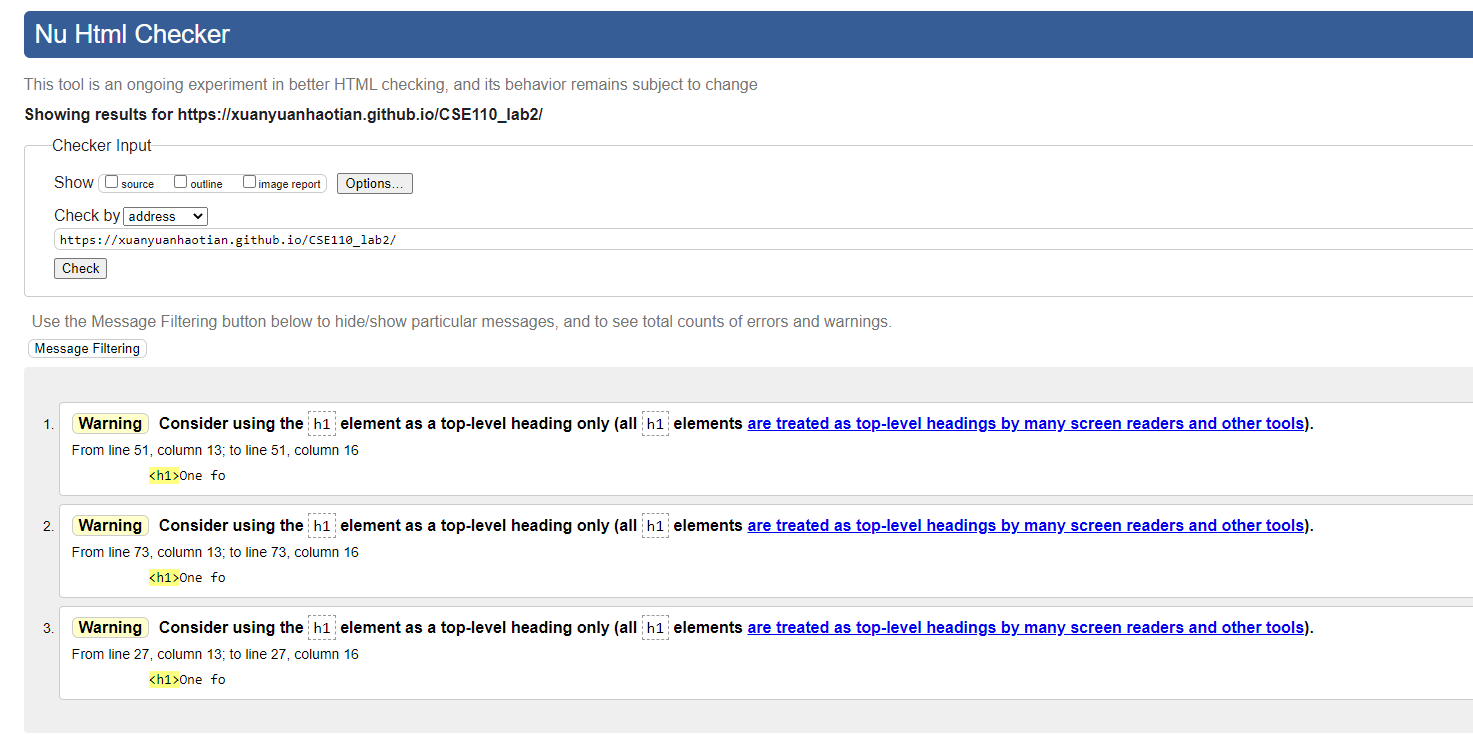 Nu Html Checker
This tool is an ongoing experiment in better HTML checking, and its behavior remains subject to change
Showing results for https://xuanyuanhaotian.github.io/CSE110_lab2/
Checker Input
Show source outline image report Options...
Check by address
https://xuanyuanhaotian.github.io/CSE110_lab2/
Check
Use the Message Filtering button below to hide/show particular messages, and to see total counts of errors and warnings.
Message Filtering
1. Warning Consider using the h1 element as a top-level heading only (all h1 elements are treated as top-level headings by many screen readers and other tools).
From line 51, column 13; to line 51, column 16
<h1>One fo
2. Warning Consider using the h1 element as a top-level heading only (all h1 elements are treated as top-level headings by many screen readers and other tools).
From line 73, column 13; to line 73, column 16
<h1>One fo
3. Warning Consider using the h1 element as a top-level heading only (all h1 elements are treated as top-level headings by many screen readers and other tools).
From line 27, column 13; to line 27, column 16
<h1>One fo